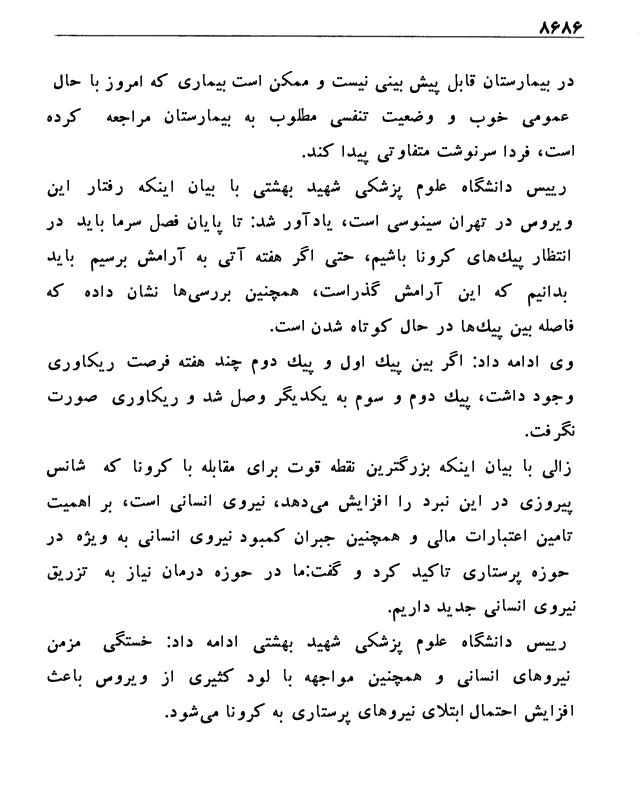 ۸۶۸۶
در بیمارستان قابل پیش بینی نیست و ممکن است بیماری که امروز با حال
عمومی خوب و وضعیت تنفسی مطلوب به بیمارستان مراجعه کرده
است، فردا سرنوشت متفاوتی پیدا کند.
رییس دانشگاه علوم پزشکی شهید بهشتی با بیان اینکه رفتار این
ویروس در تهران سینوسی است، یادآور شد: تا پایان فصل سرما باید در
انتظار پیک‌های کرونا باشیم، حتی اگر هفته آتی به آرامش برسیم باید
بدانیم که این آرامش گذراست، همچنین بررسی‌ها نشان داده که
فاصله بین پیک‌ها در حال کوتاه شدن است.
وی ادامه داد: اگر بین پیک اول و پیک دوم چند هفته فرصت ریکاوری
وجود داشت، پیک دوم و سوم به یکدیگر وصل شد و ریکاوری صورت
نگرفت.
زالی با بیان اینکه بزرگترین نقطه قوت برای مقابله با کرونا که شانس
پیروزی در این نبرد را افزایش می‌دهد، نیروی انسانی است، بر اهمیت
تامین اعتبارات مالی و همچنین جبران کمبود نیروی انسانی به ویژه در
حوزه پرستاری تاکید کرد و گفت:ما در حوزه درمان نیاز به تزریق
نیروی انسانی جدید داریم.
رییس دانشگاه علوم پزشکی شهید بهشتی ادامه داد: خستگی مزمن
نیروهای انسانی و همچنین مواجهه با لود کثیری از ویروس باعث
افزایش احتمال ابتلای نیروهای پرستاری به کرونا می‌شود.